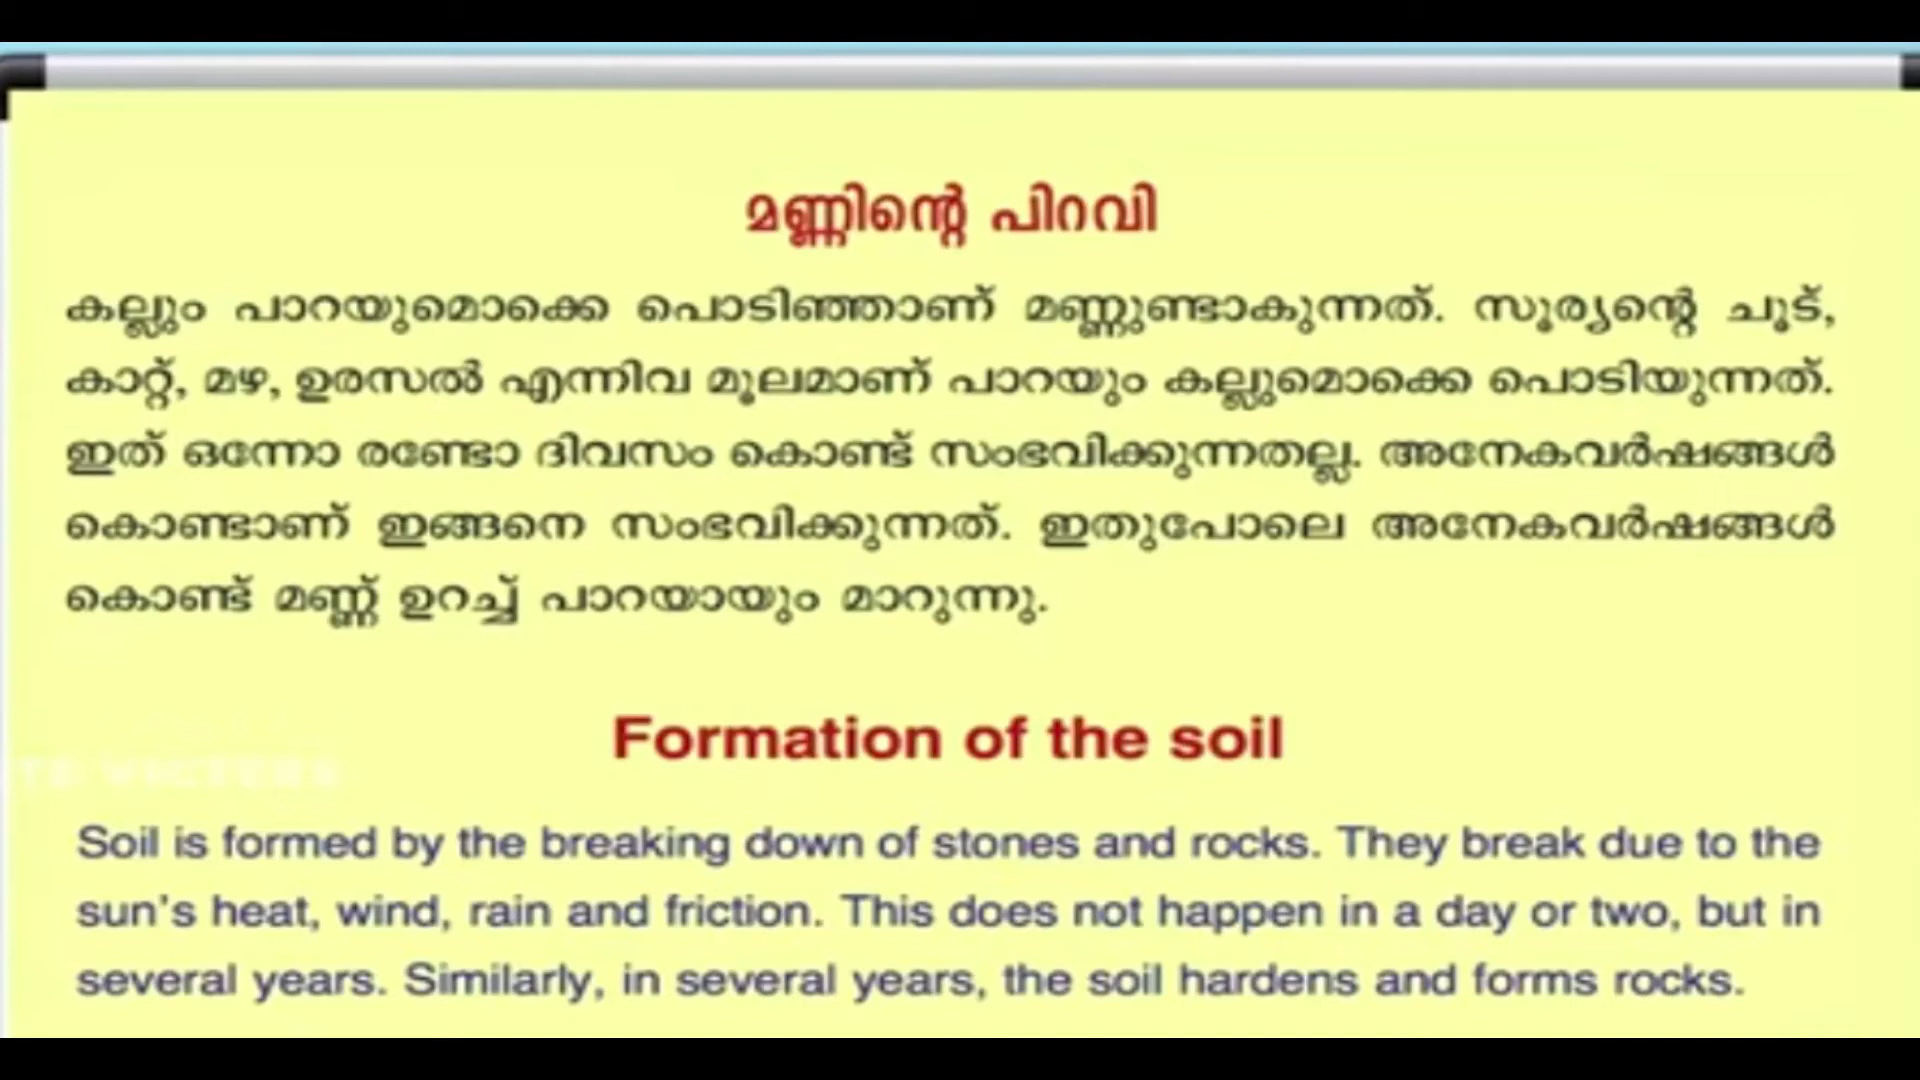 മണ്ണിന്റെ പിറവി
കല്ലും പാറയുമൊക്കെ പൊടിഞ്ഞാണ് മണ്ണുണ്ടാകുന്നത്. സൂര്യന്റെ ചൂട്,
കാറ്റ്, മഴ, ഉരസൽ എന്നിവ മൂലമാണ് പാറയും കല്ലുമൊക്കെ പൊടിയുന്നത്.
ഇത് ഒന്നോ രണ്ടോ ദിവസം കൊണ്ട് സംഭവിക്കുന്നതല്ല. അനേകവർഷങ്ങൾ
കൊണ്ടാണ് ഇങ്ങനെ സംഭവിക്കുന്നത്. ഇതുപോലെ അനേകവർഷങ്ങൾ
കൊണ്ട് മണ്ണ് ഉറച്ച് പാറയായും മാറുന്നു.
Formation of the soil
Soil is formed by the breaking down of stones and rocks. They break due to the
sun's heat, wind, rain and friction. This does not happen in a day or two, but in
several years. Similarly, in several years, the soil hardens and forms rocks.